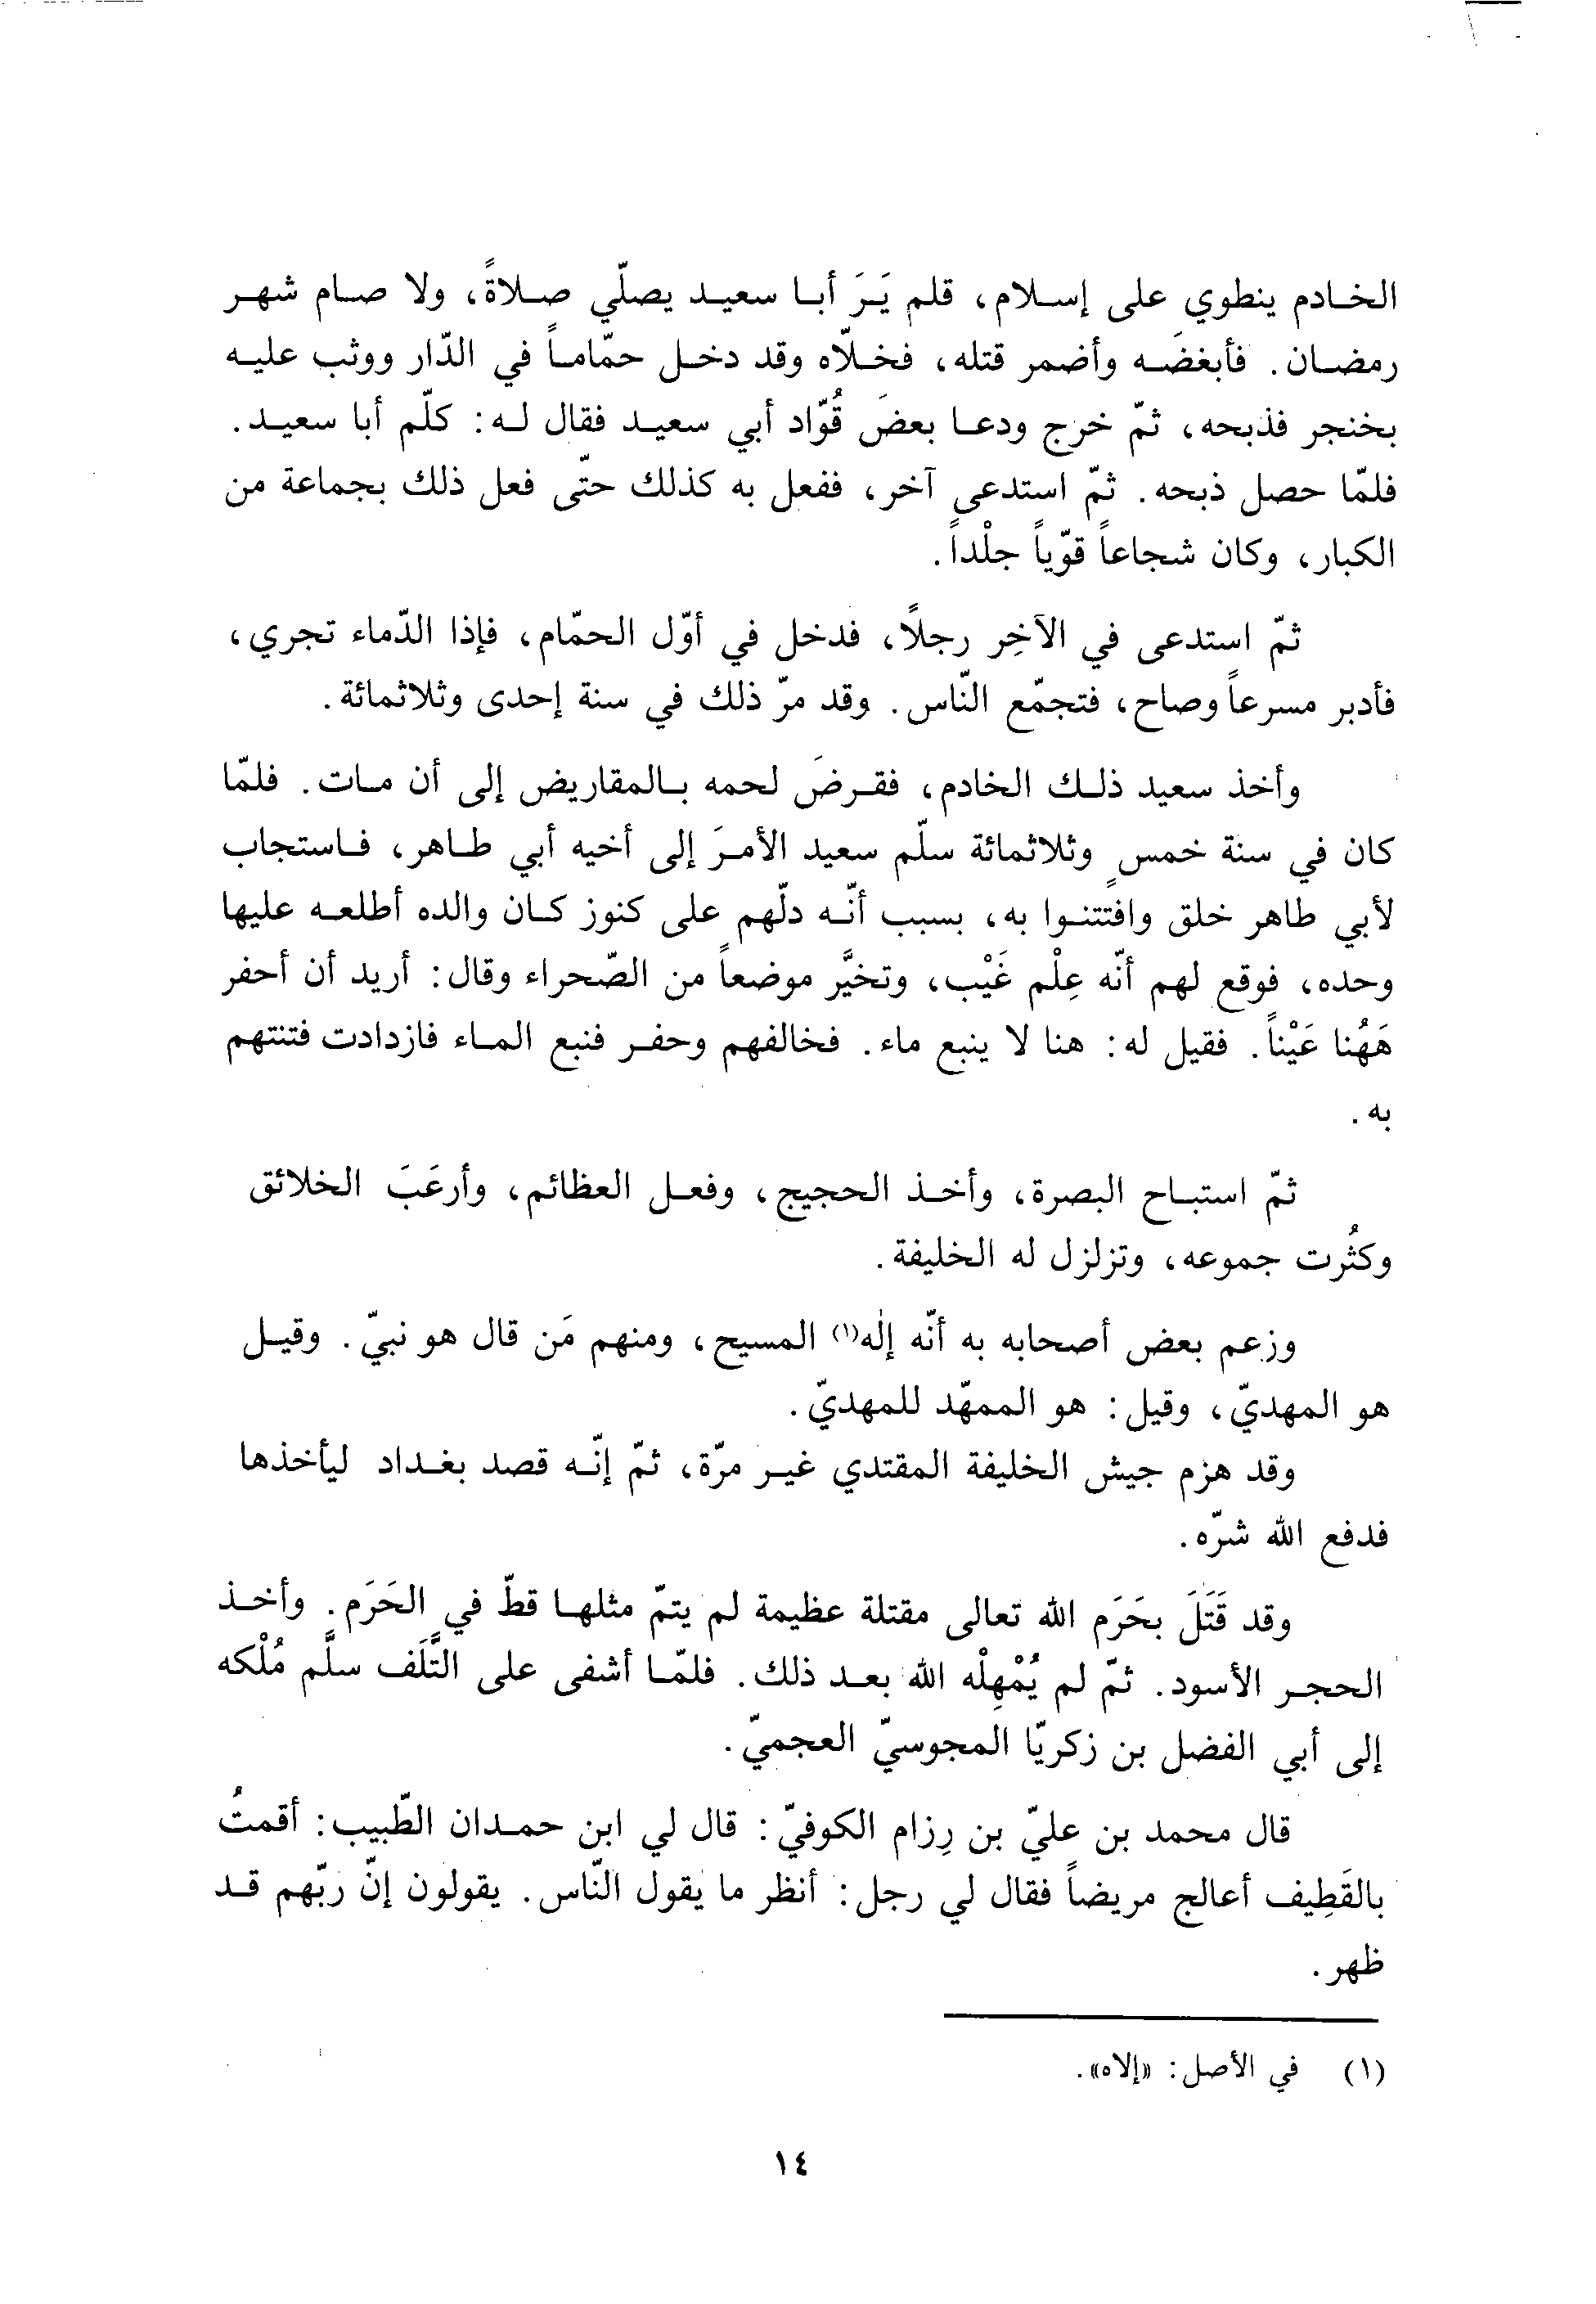 الخادم ينطوي على إسلام، قلم يَرَ أبا سعيد يصلّي صلاةً، ولا صام شهر
رمضان. فأبغضَه وأضمر قتله، فخلّاه وقد دخل حمّاماً في الدّار ووثب عليه
بخنجر فذبحه، ثمّ خرج ودعا بعضَ قُوّاد أبي سعيد فقال له: كلّم أبا سعيد.
فلمّا حصل ذبحه. ثمّ استدعى آخر، ففعل به كذلك حتّى فعل ذلك بجماعة من
الكبار، وكان شجاعاً قوّياً جلْداً.
ثمّ استدعى في الآخِر رجلاً، فدخل في أوّل الحمّام، فإذا الدّماء تجري،
فأدبر مسرعاً وصاح، فتجمّع النّاس. وقد مرّ ذلك في سنة إحدى وثلاثمائة.
وأخذ سعيد ذلك الخادم، فقرضَ لحمه بالمقاريض إلى أن مات. فلمّا
كان في سنة خمسٍ وثلاثمائة سلّم سعيد الأمرَ إلى أخيه أبي طاهر، فاستجاب
لأبي طاهر خلق وافتتنوا به، بسبب أنّه دلّهم على كنوز كان والده أطلعه عليها
وحده، فوقع لهم أنّه عِلْم غَيْب، وتخيَّر موضعاً من الصّحراء وقال: أريد أن أحفر
هَهُنا عَيْناً. فقيل له: هنا لا ينبع ماء. فخالفهم وحفر فنبع الماء فازدادت فتنتهم
به.
ثمّ استباح البصرة، وأخذ الحجيج، وفعل العظائم، وأرعَبَ الخلائق
وكثُرت جموعه، وتزلزل له الخليفة.
وزعم بعض أصحابه به أنّه إلٰه(١) المسيح، ومنهم مَن قال هو نبيّ. وقيل
هو المهديّ، وقيل: هو الممهّد للمهديّ.
وقد هزم جيش الخليفة المقتدي غير مرّة، ثمّ إنّه قصد بغداد ليأخذها
فدفع الله شرّه.
وقد قَتَلَ بحَرَم الله تعالى مقتلة عظيمة لم يتمّ مثلها قطّ في الحَرَم. وأخذ
الحجر الأسود. ثمّ لم يُمْهِلْه الله بعد ذلك. فلمّا أشفى على التَّلَف سلَّم مُلْكه
إلى أبي الفضل بن زكريّا المجوسيّ العجميّ.
قال محمد بن عليّ بن رِزام الكوفيّ: قال لي ابن حمدان الطّبيب: أقمتُ
بالقَطِيف أعالج مريضاً فقال لي رجل: أنظر ما يقول النّاس. يقولون إنّ ربّهم قد
ظهر.
(١) في الأصل: «إلاه».
١٤